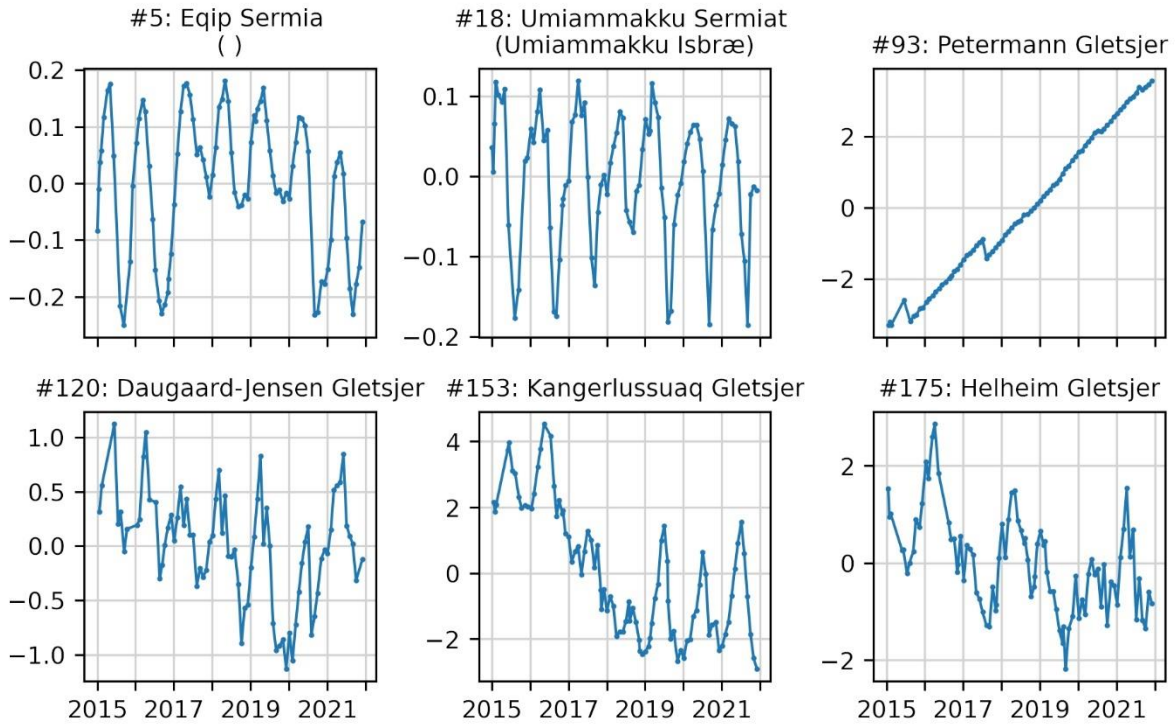 #5: Eqip Sermia
( )
#18: Umiammakku Sermiat
(Umiammakku Isbræ)
#93: Petermann Gletsjer
0.2
0.1
0.0
−0.1
−0.2
0.1
0.0
−0.1
−0.2
2
0
−2
#120: Daugaard-Jensen Gletsjer
#153: Kangerlussuaq Gletsjer
#175: Helheim Gletsjer
1.0
0.5
0.0
−0.5
−1.0
4
2
0
−2
2
0
−2
2015 2017 2019 2021
2015 2017 2019 2021
2015 2017 2019 2021